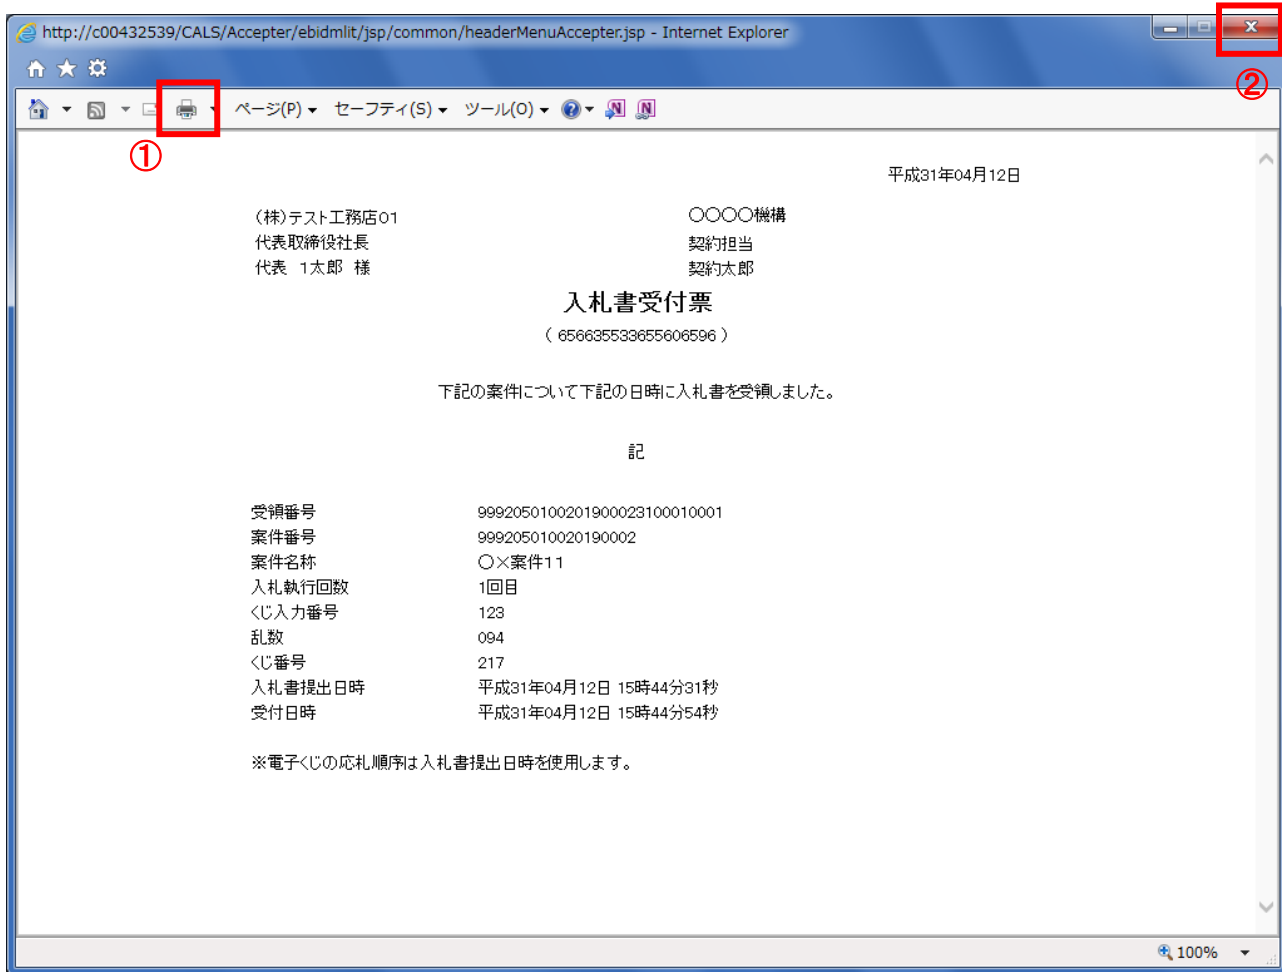 http://c00432539/CALS/Accepter/ebidmlit/jsp/common/headerMenuAccepter.jsp - Internet Explorer
②
ページ(P) セーフティ(S) ツール(O)
①
平成31年04月12日
(株)テスト工務店01 〇〇〇〇機構
代表取締役社長 契約担当
代表 1太郎 様 契約太郎
入札書受付票
( 656635533655606596 )
下記の案件について下記の日時に入札書を受領しました。
記
受領番号 9992050100201900023100010001
案件番号 999205010020190002
案件名称 〇×案件11
入札執行回数 1回目
くじ入力番号 123
乱数 094
くじ番号 217
入札書提出日時 平成31年04月12日 15時44分31秒
受付日時 平成31年04月12日 15時44分54秒
※電子くじの応札順序は入札書提出日時を使用します。
100%